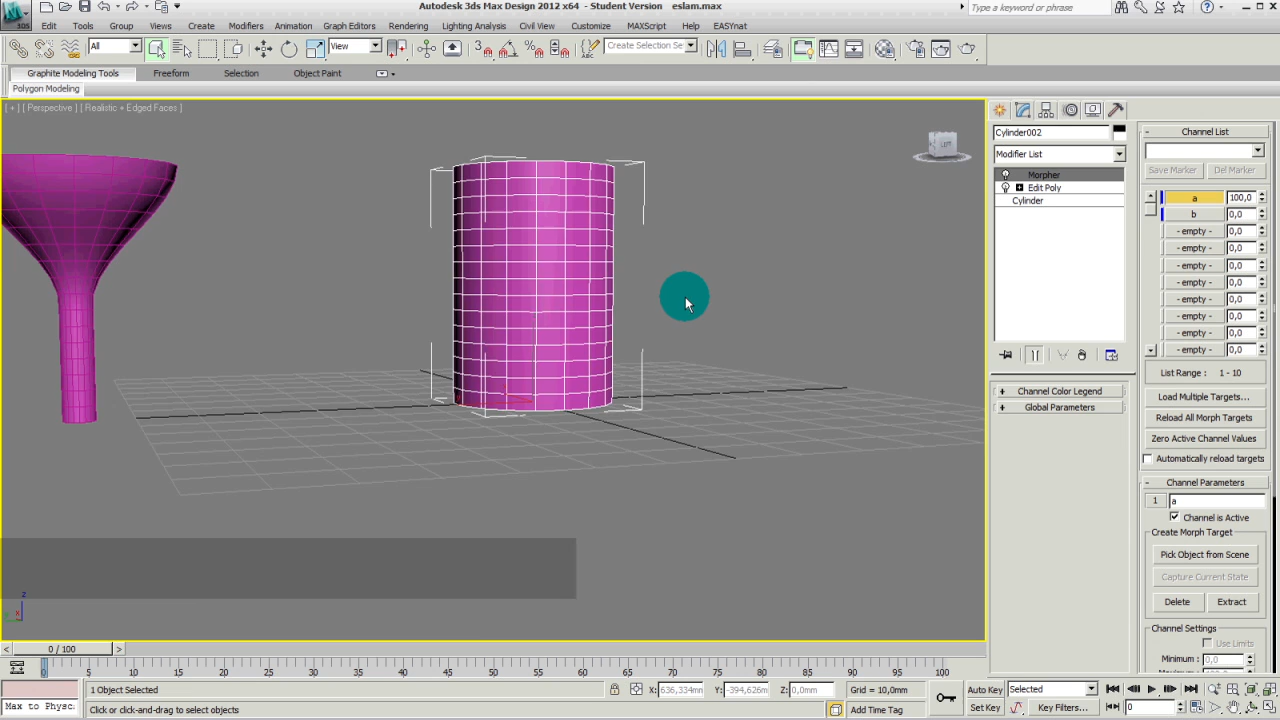 Autodesk 3ds Max Design 2012 x64 - Student Version eslam.max
Type a keyword or phrase
Edit Tools Group Views Create Modifiers Animation Graph Editors Rendering Lighting Analysis Civil View Customize MAXScript Help EASYnat
All View Create Selection Se
Graphite Modeling Tools Freeform Selection Object Paint
Polygon Modeling
[ + ] [ Perspective ] [ Realistic + Edged Faces ]
LEFT
Cylinder002
Modifier List
Morpher
Edit Poly
Cylinder
Channel Color Legend
Global Parameters
Channel List
Save Marker Del Marker
a 100,0
b 0,0
- empty - 0,0
- empty - 0,0
- empty - 0,0
- empty - 0,0
- empty - 0,0
- empty - 0,0
- empty - 0,0
- empty - 0,0
List Range: 1 - 10
Load Multiple Targets...
Reload All Morph Targets
Zero Active Channel Values
Automatically reload targets
Channel Parameters
1 a
Channel is Active
Create Morph Target
Pick Object from Scene
Capture Current State
Delete Extract
Channel Settings
Use Limits
Minimum : 0,0
z
x
0 / 100
0 5 10 15 20 25 30 35 40 45 50 55 60 65 70 75 80 85 90 95 100
1 Object Selected X: 636,334mm Y: -394,626m Z: 0,0mm Grid = 10,0mm Auto Key Selected
Max to Physc Click or click-and-drag to select objects Add Time Tag Set Key Key Filters... 0